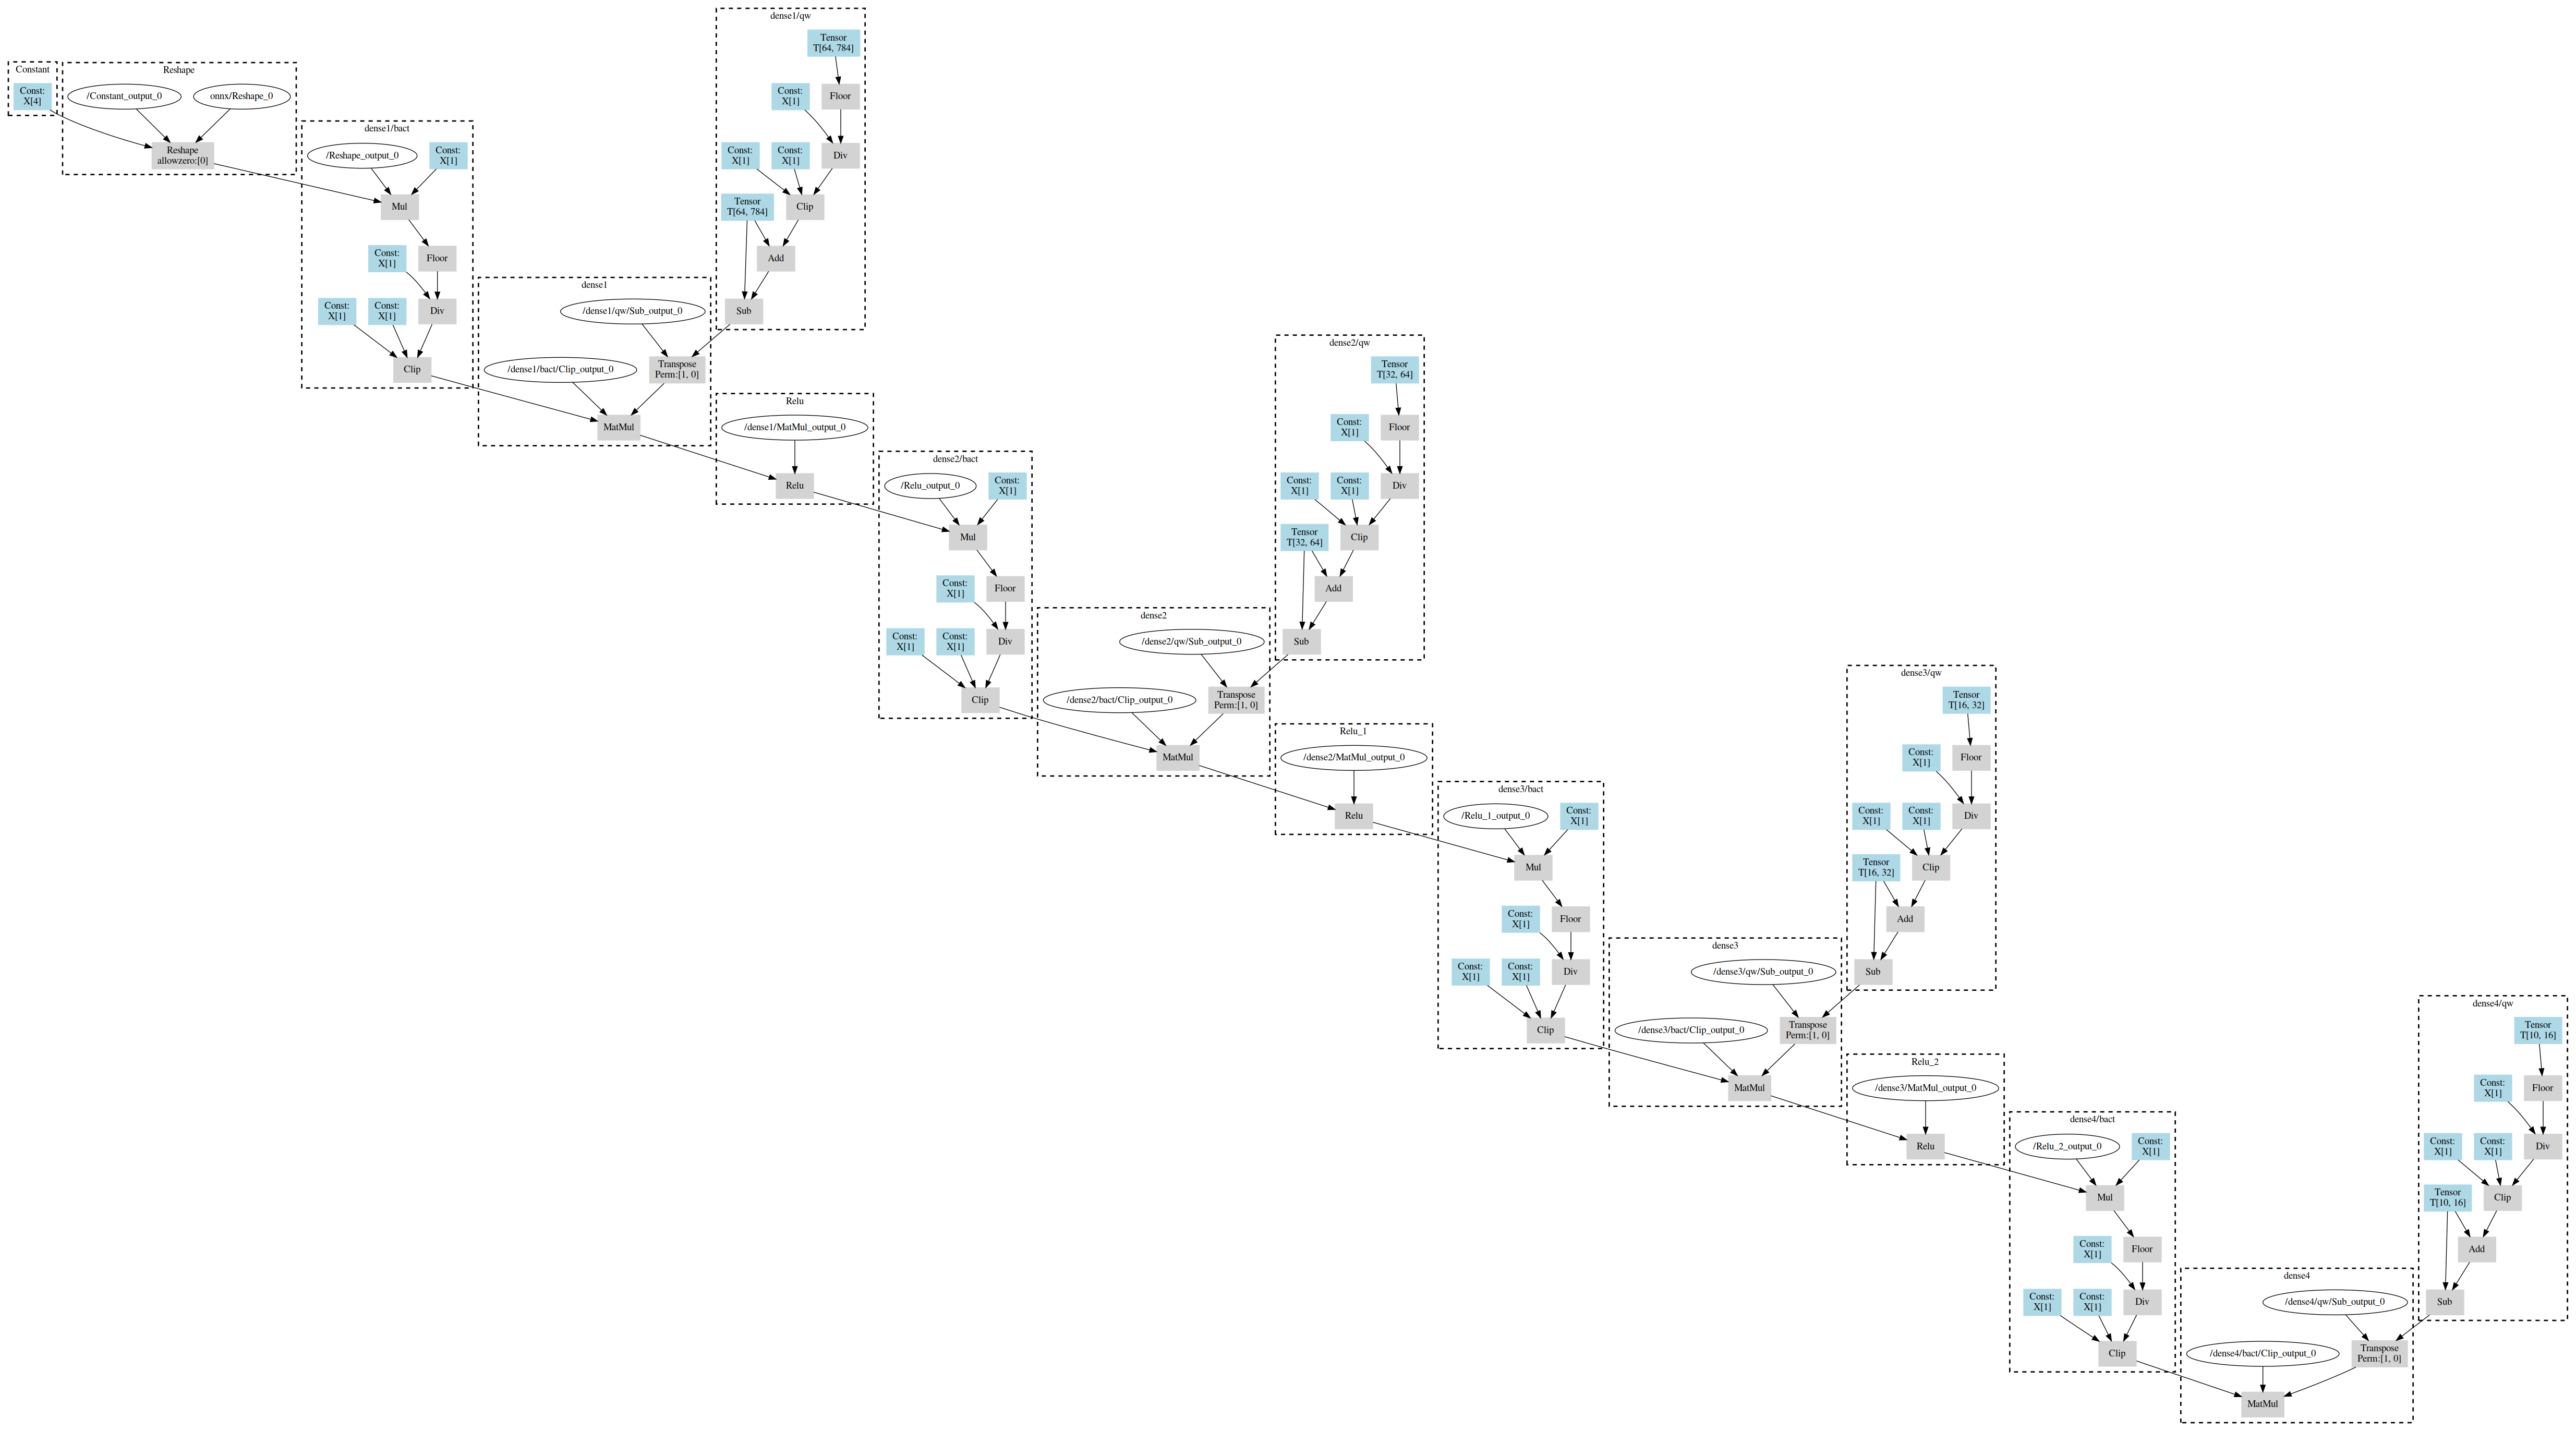 Constant
Const:
X[4]
Reshape
/Constant_output_0
onnx/Reshape_0
Reshape
allowzero:[0]
dense1/bact
/Reshape_output_0
Const:
X[1]
Mul
Const:
X[1]
Floor
Const:
X[1]
Const:
X[1]
Div
Clip
dense1
/dense1/qw/Sub_output_0
/dense1/bact/Clip_output_0
Transpose
Perm:[1, 0]
MatMul
dense1/qw
Tensor
T[64, 784]
Const:
X[1]
Floor
Const:
X[1]
Const:
X[1]
Div
Tensor
T[64, 784]
Clip
Add
Sub
Relu
/dense1/MatMul_output_0
Relu
dense2/bact
/Relu_output_0
Const:
X[1]
Mul
Const:
X[1]
Floor
Const:
X[1]
Const:
X[1]
Div
Clip
dense2
/dense2/qw/Sub_output_0
/dense2/bact/Clip_output_0
Transpose
Perm:[1, 0]
MatMul
dense2/qw
Tensor
T[32, 64]
Const:
X[1]
Floor
Const:
X[1]
Const:
X[1]
Div
Tensor
T[32, 64]
Clip
Add
Sub
Relu_1
/dense2/MatMul_output_0
Relu
dense3/bact
/Relu_1_output_0
Const:
X[1]
Mul
Const:
X[1]
Floor
Const:
X[1]
Const:
X[1]
Div
Clip
dense3
/dense3/qw/Sub_output_0
/dense3/bact/Clip_output_0
Transpose
Perm:[1, 0]
MatMul
dense3/qw
Tensor
T[16, 32]
Const:
X[1]
Floor
Const:
X[1]
Const:
X[1]
Div
Tensor
T[16, 32]
Clip
Add
Sub
Relu_2
/dense3/MatMul_output_0
Relu
dense4/bact
/Relu_2_output_0
Const:
X[1]
Mul
Const:
X[1]
Floor
Const:
X[1]
Const:
X[1]
Div
Clip
dense4
/dense4/qw/Sub_output_0
/dense4/bact/Clip_output_0
Transpose
Perm:[1, 0]
MatMul
dense4/qw
Tensor
T[10, 16]
Const:
X[1]
Floor
Const:
X[1]
Const:
X[1]
Div
Tensor
T[10, 16]
Clip
Add
Sub